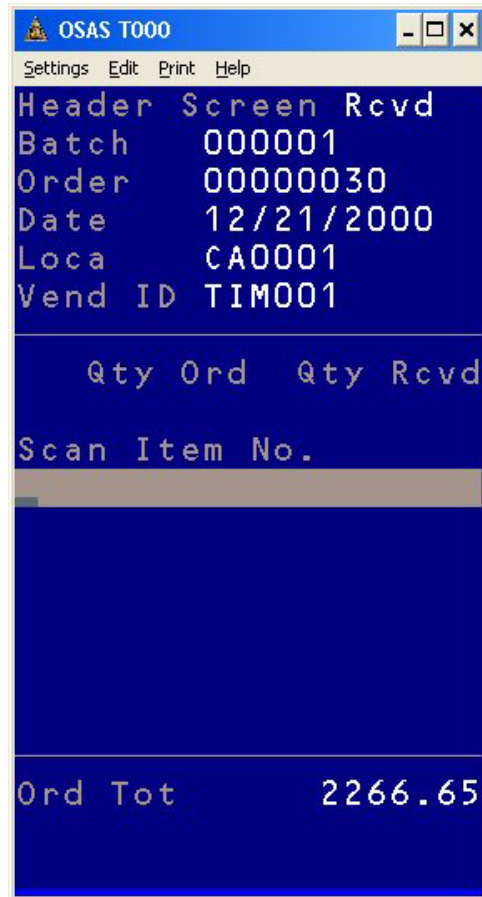 OSAS T000
Settings Edit Print Help
Header Screen Rcvd
Batch 000001
Order 00000030
Date 12/21/2000
Loca CA0001
Vend ID TIM001
Qty Ord Qty Rcvd
Scan Item No.
Ord Tot 2266.65